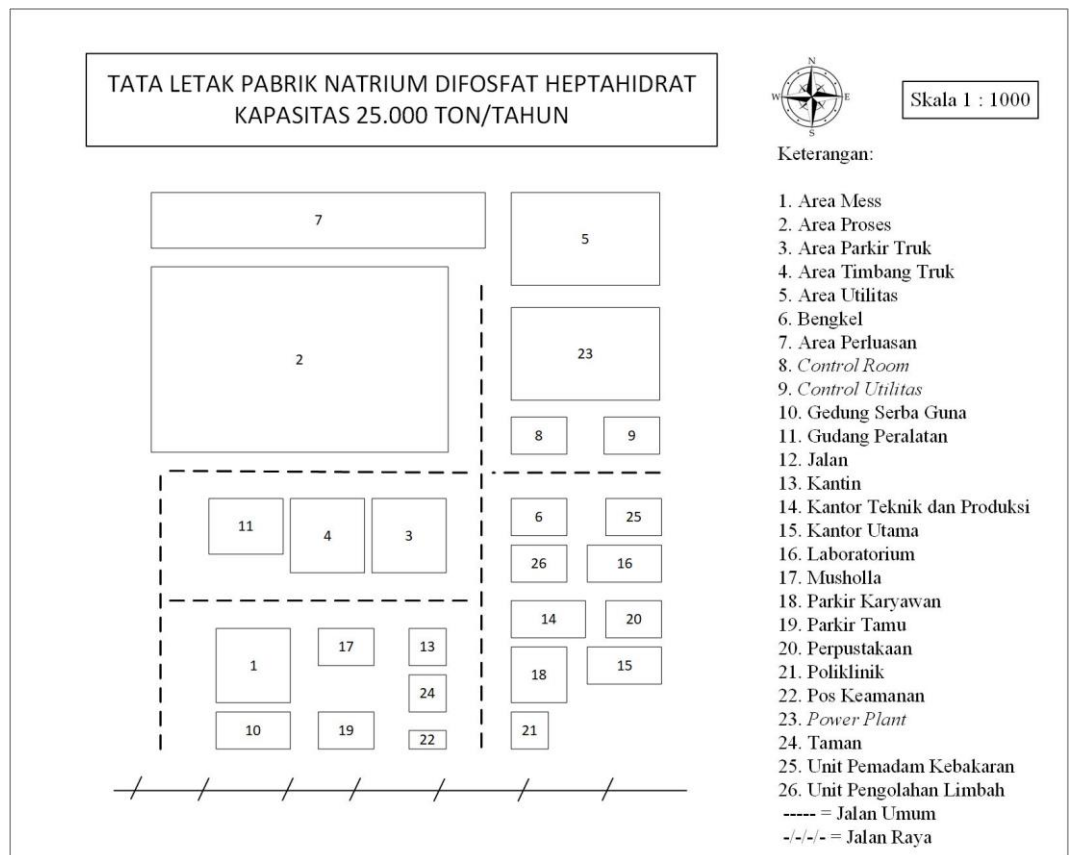 TATA LETAK PABRIK NATRIUM DIFOSFAT HEPTAHIDRAT
KAPASITAS 25.000 TON/TAHUN
N
W
E
S
Skala 1 : 1000
Keterangan:
1. Area Mess
2. Area Proses
3. Area Parkir Truk
4. Area Timbang Truk
5. Area Utilitas
6. Bengkel
7. Area Perluasan
8. Control Room
9. Control Utilitas
10. Gedung Serba Guna
11. Gudang Peralatan
12. Jalan
13. Kantin
14. Kantor Teknik dan Produksi
15. Kantor Utama
16. Laboratorium
17. Musholla
18. Parkir Karyawan
19. Parkir Tamu
20. Perpustakaan
21. Poliklinik
22. Pos Keamanan
23. Power Plant
24. Taman
25. Unit Pemadam Kebakaran
26. Unit Pengolahan Limbah
----- = Jalan Umum
-/-/-/- = Jalan Raya
7
5
2
23
8
9
11
4
3
6
25
26
16
14
20
1
17
13
18
15
24
10
19
22
21